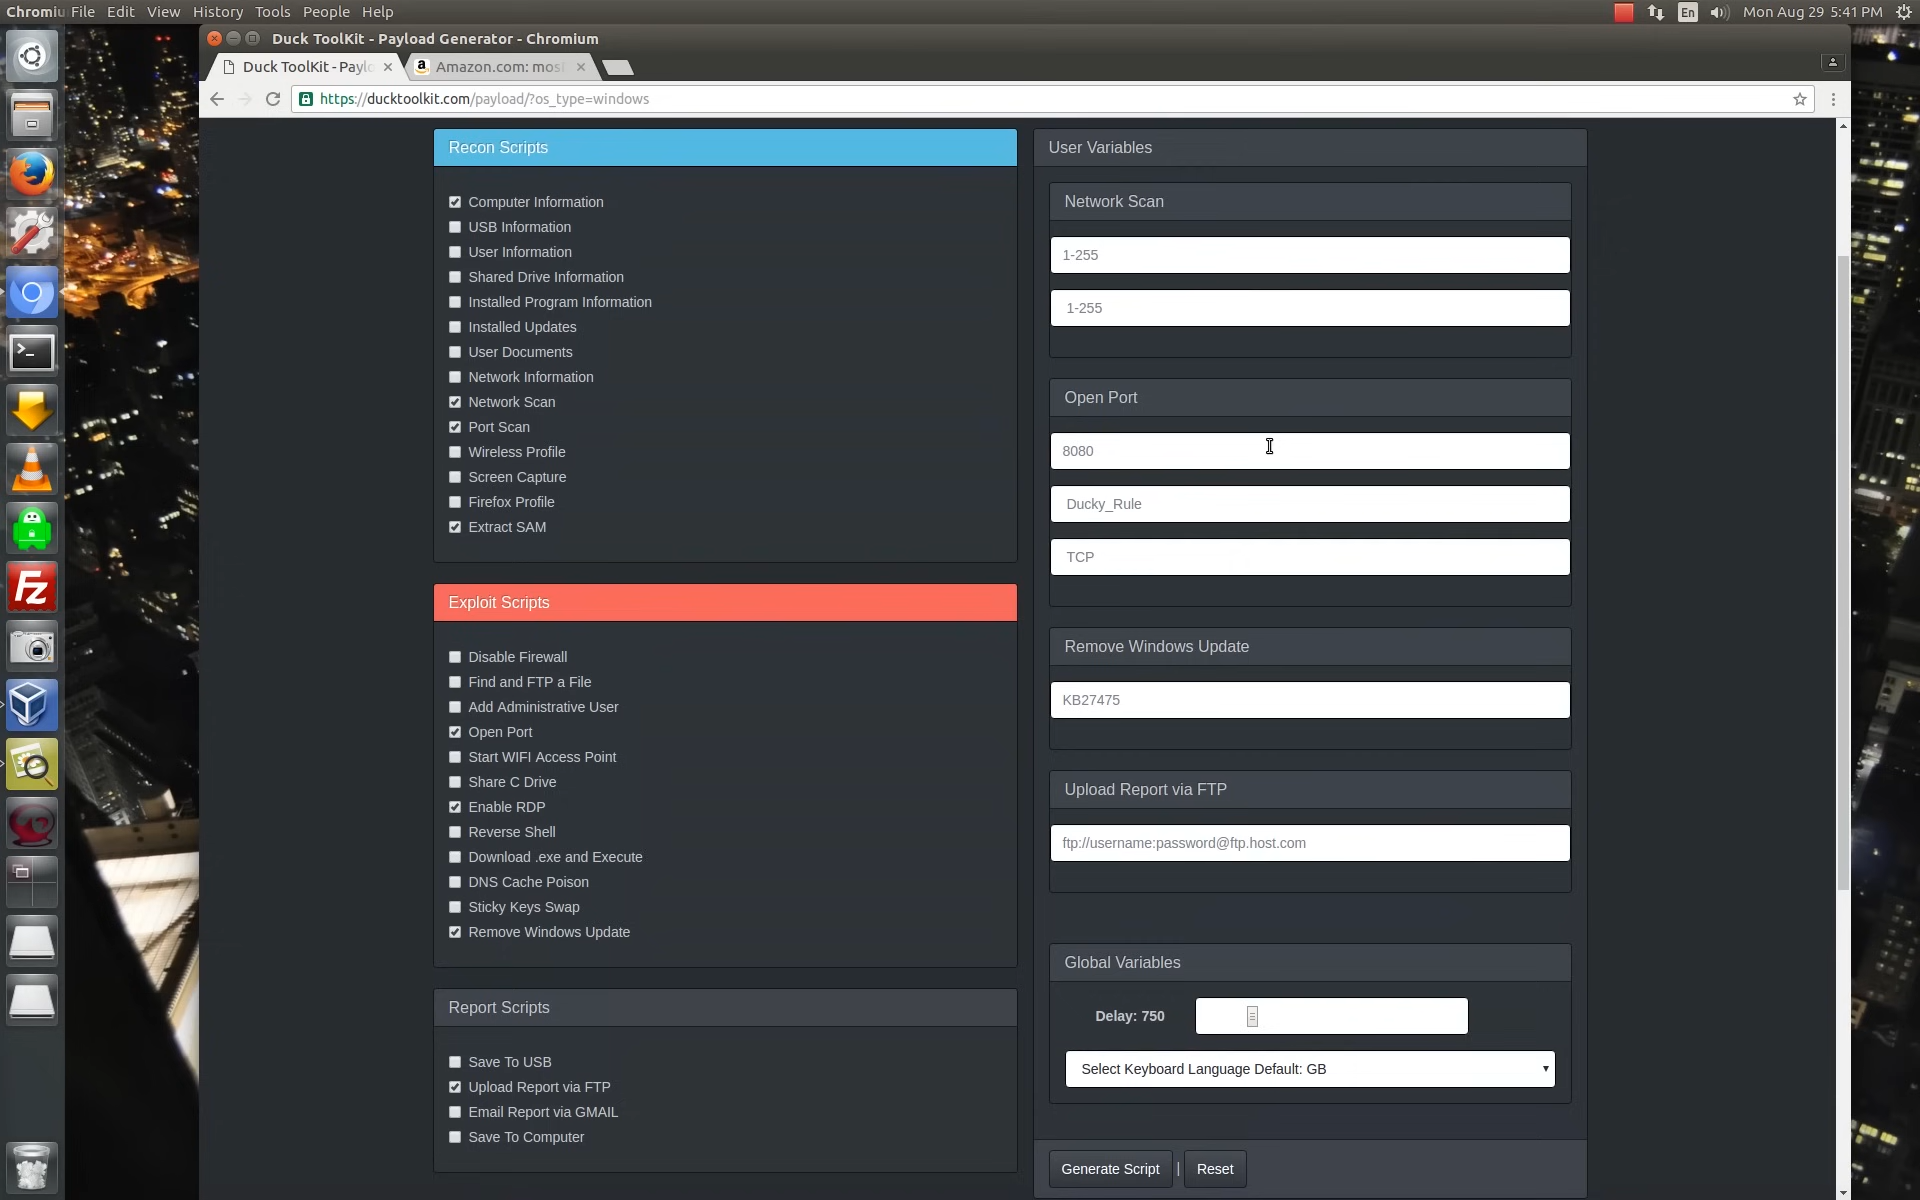 Chromiu File Edit View History Tools People Help
En Mon Aug 29 5:41 PM
Duck ToolKit - Payload Generator - Chromium
Duck ToolKit - Paylo
a Amazon.com: mosf
https://ducktoolkit.com/payload/?os_type=windows
Recon Scripts
Computer Information
USB Information
User Information
Shared Drive Information
Installed Program Information
Installed Updates
User Documents
Network Information
Network Scan
Port Scan
Wireless Profile
Screen Capture
Firefox Profile
Extract SAM
Exploit Scripts
Disable Firewall
Find and FTP a File
Add Administrative User
Open Port
Start WIFI Access Point
Share C Drive
Enable RDP
Reverse Shell
Download .exe and Execute
DNS Cache Poison
Sticky Keys Swap
Remove Windows Update
Report Scripts
Save To USB
Upload Report via FTP
Email Report via GMAIL
Save To Computer
User Variables
Network Scan
1-255
1-255
Open Port
8080
Ducky_Rule
TCP
Remove Windows Update
KB27475
Upload Report via FTP
ftp://username:password@ftp.host.com
Global Variables
Delay: 750
Select Keyboard Language Default: GB
Generate Script | Reset
Fz